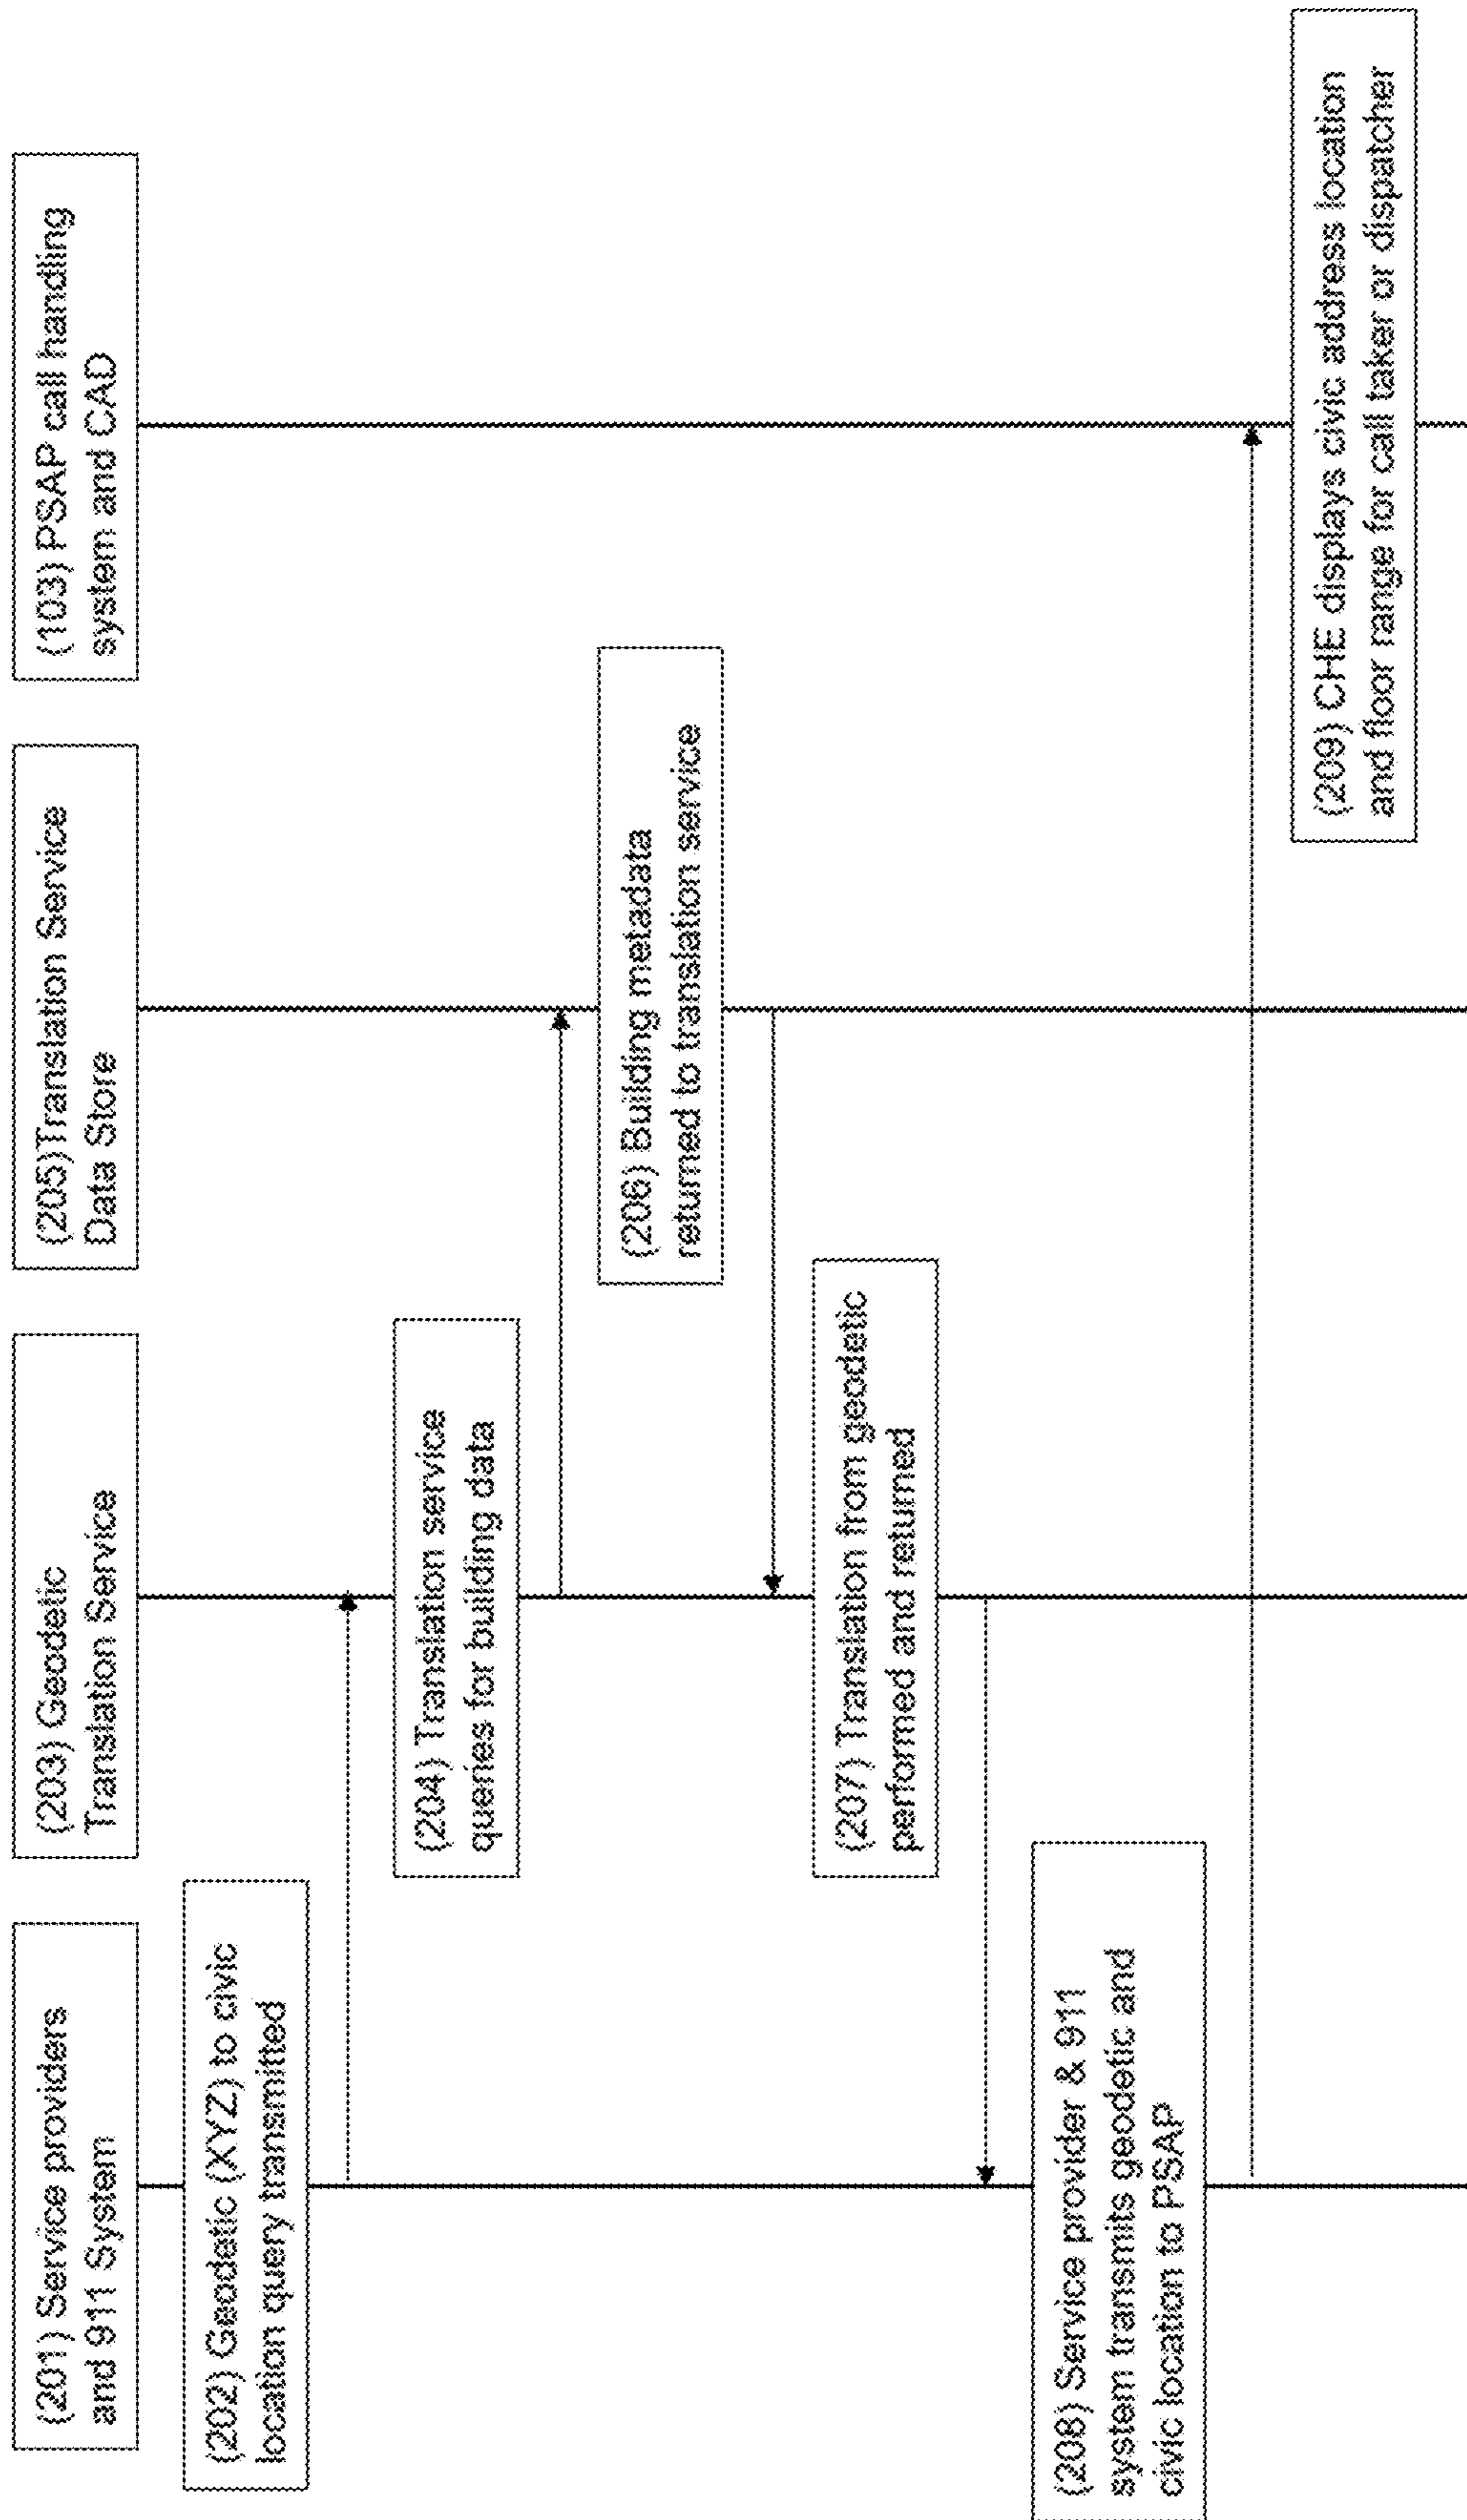 (201) Service providers
and 911 System
(203) Geodetic
Translation Service
(205)Translation Service
Data Store
(103) PSAP call handling
system and CAD
(202) Geodetic (XYZ) to civic
location query transmitted
(204) Translation service
queries for building data
(206) Building metadata
returned to translation service
(207) Translation from geodetic
performed and returned
(208) Service provider & 911
system transmits geodetic and
civic location to PSAP
(209) CHE displays civic address location
and floor range for call taker or dispatcher